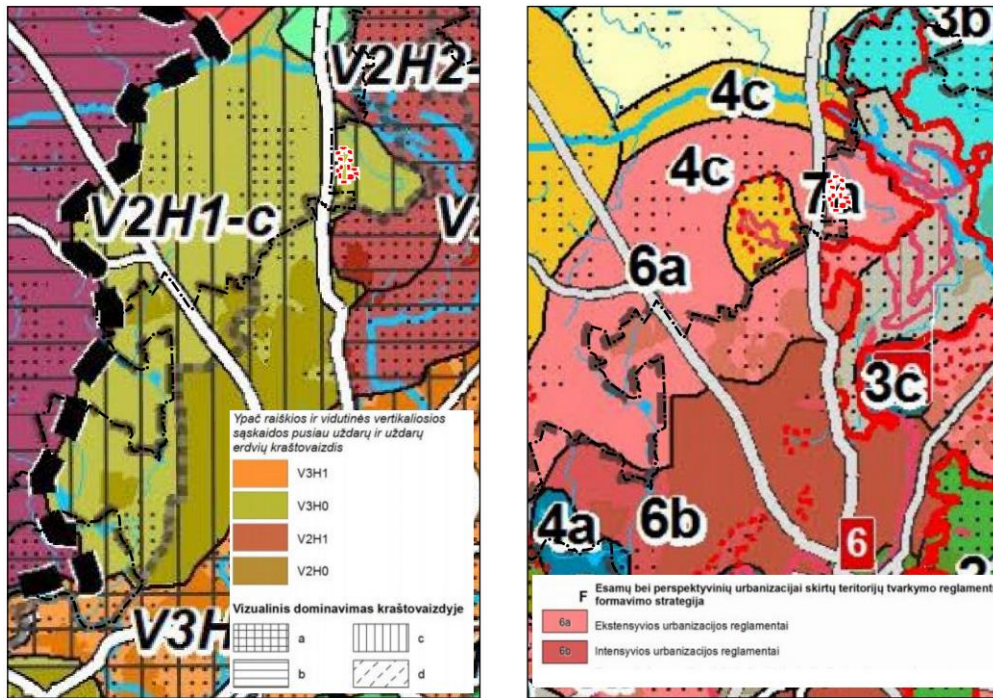 V2H2-
V2H1-c
V2
V3H
Ypač raiškios ir vidutinės vertikaliosios
sąskaidos pusiau uždarų ir uždarų
erdvių kraštovaizdis
V3H1
V3H0
V2H1
V2H0
Vizualinis dominavimas kraštovaizdyje
a
c
b
d
3b
4c
4c
7a
6a
3c
4a
6b
6
F Esamų bei perspektyvinių urbanizacijai skirtų teritorijų tvarkymo reglament
formavimo strategija
6a Ekstensyvios urbanizacijos reglamentai
6b Intensyvios urbanizacijos reglamentai